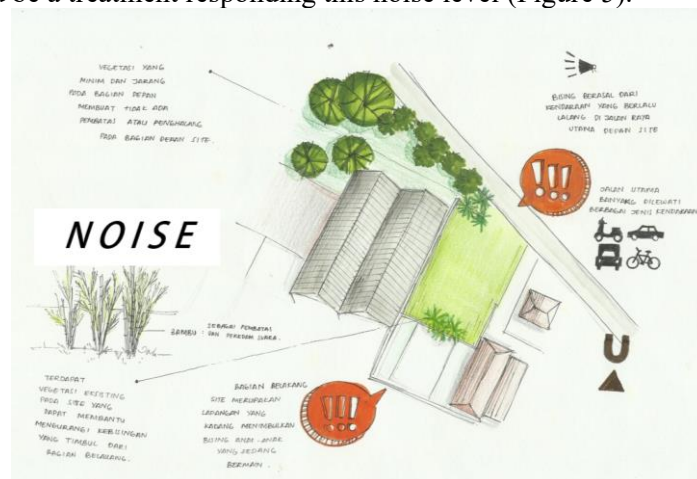 t be a treatment responding this noise level (Figure 5).
VEGETASI YANG
MINIM DAN JARANG
PADA BAGIAN DEPAN
MEMBUAT TIDAK ADA
PEMBATAS ATAU PENGHALANG
PADA BAGIAN DEPAN SITE.
BISING BERASAL DARI
KENDARAAN YANG BERLALU
LALANG DI JALAN RAYA
UTAMA DEPAN SITE
!!!
JALAN UTAMA
BANYAK DILEWATI
BERBAGAI JENIS KENDARAAN
NOISE
SEBAGAI PEMBATAS
BAMBU : DAN PEREDAM SUARA.
U
TERDAPAT
VEGETASI EXISTING
PADA SITE YANG
DAPAT MEMBANTU
MENGURANGI KEBISINGAN
YANG TIMBUL DARI
BAGIAN BELAKANG.
BAGIAN BELAKANG
SITE MERUPAKAN
LAPANGAN YANG
KADANG MENIMBULKAN
BISING ANAK-ANAK
YANG SEDANG
BERMAIN.
!!!